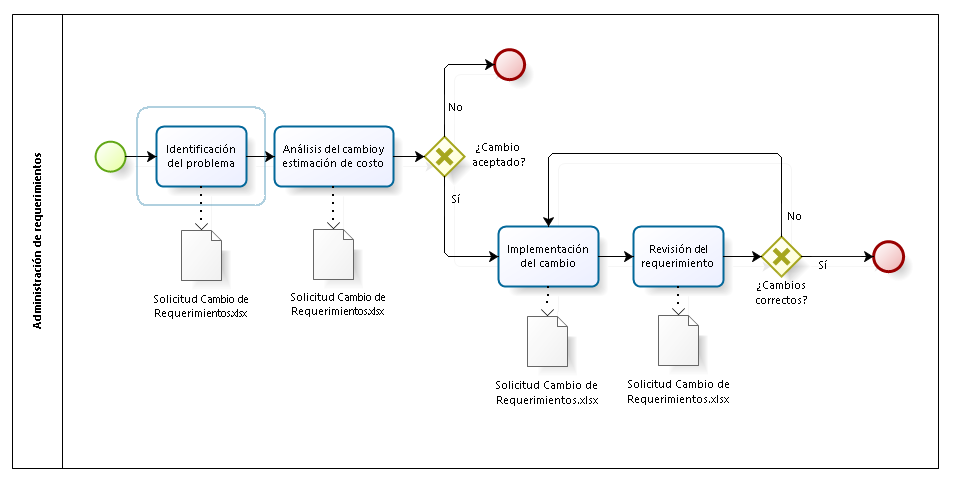 Administración de requerimientos
Identificación
del problema
Análisis del cambio y
estimación de costo
No
¿Cambio
aceptado?
Sí
Solicitud Cambio de
Requerimientos.xlsx
Solicitud Cambio de
Requerimientos.xlsx
Implementación
del cambio
Revisión del
requerimiento
No
Sí
¿Cambios
correctos?
Solicitud Cambio de
Requerimientos.xlsx
Solicitud Cambio de
Requerimientos.xlsx